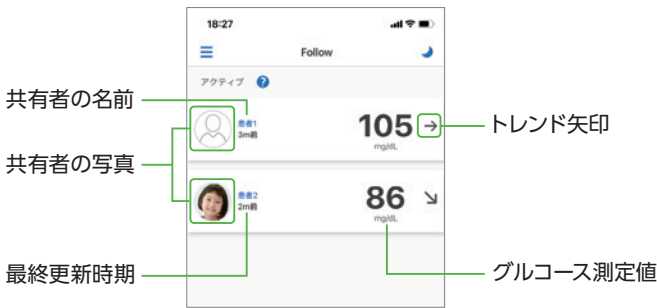 18:27
Follow
アクティブ ?
共有者の名前
患者1
3m前
105
mg/dL
トレンド矢印
共有者の写真
患者2
2m前
86
mg/dL
最終更新時期
グルコース測定値